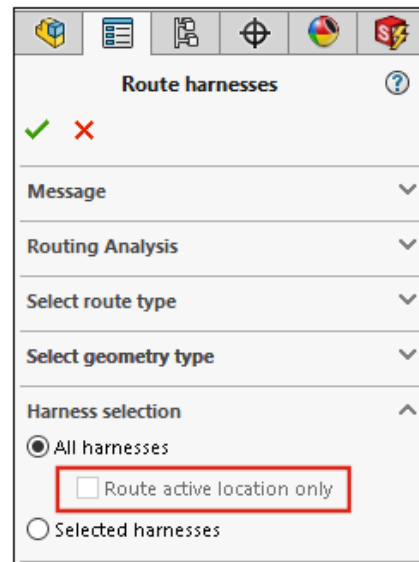 Route harnesses
Message
Routing Analysis
Select route type
Select geometry type
Harness selection
All harnesses
Route active location only
Selected harnesses